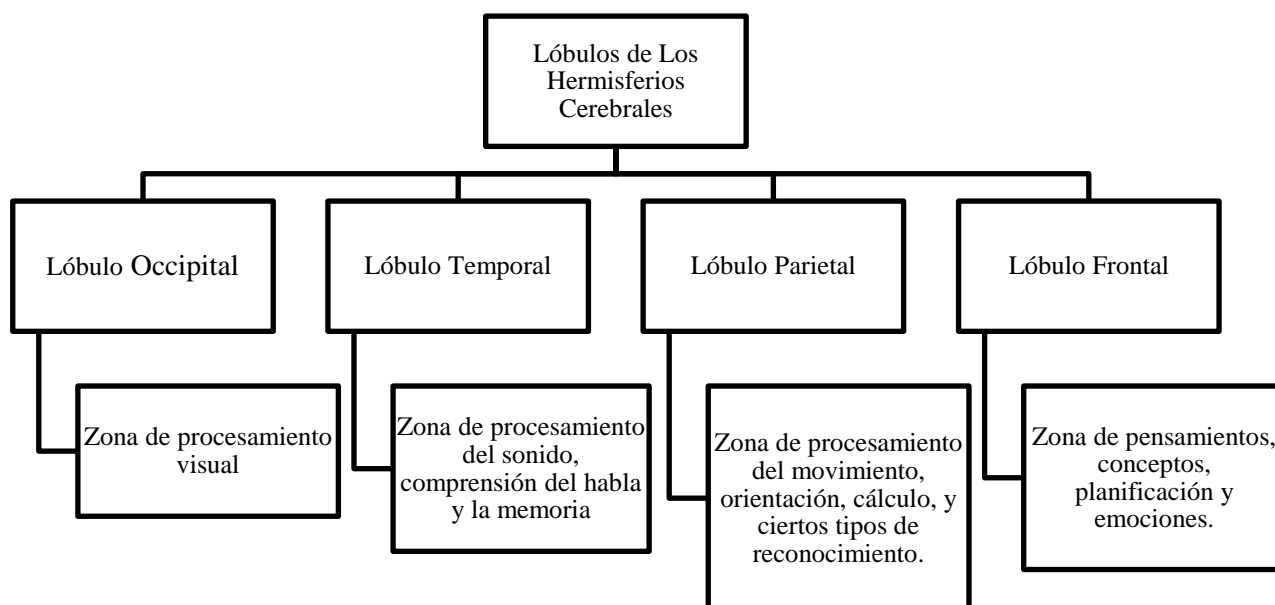 Lóbulos de Los
Hermisferios
Cerebrales
Lóbulo Occipital
Zona de procesamiento
visual
Lóbulo Temporal
Zona de procesamiento
del sonido,
comprensión del habla
y la memoria
Lóbulo Parietal
Zona de procesamiento
del movimiento,
orientación, cálculo, y
ciertos tipos de
reconocimiento.
Lóbulo Frontal
Zona de pensamientos,
conceptos,
planificación y
emociones.